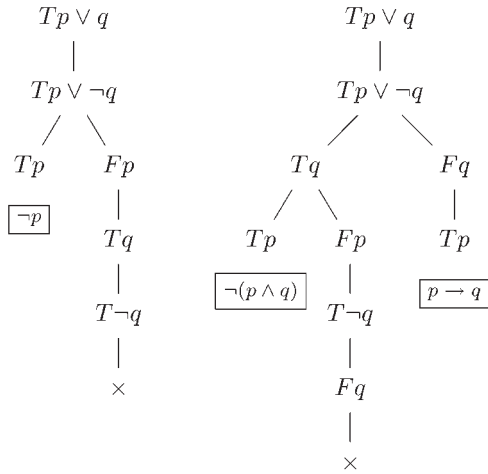 Tp ∨ q
Tp ∨ ¬q
Tp Fp
¬p
Tq
T¬q
×
Tp ∨ q
Tp ∨ ¬q
Tq Fq
Tp Fp Tp
¬(p ∧ q) p → q
T¬q
Fq
×